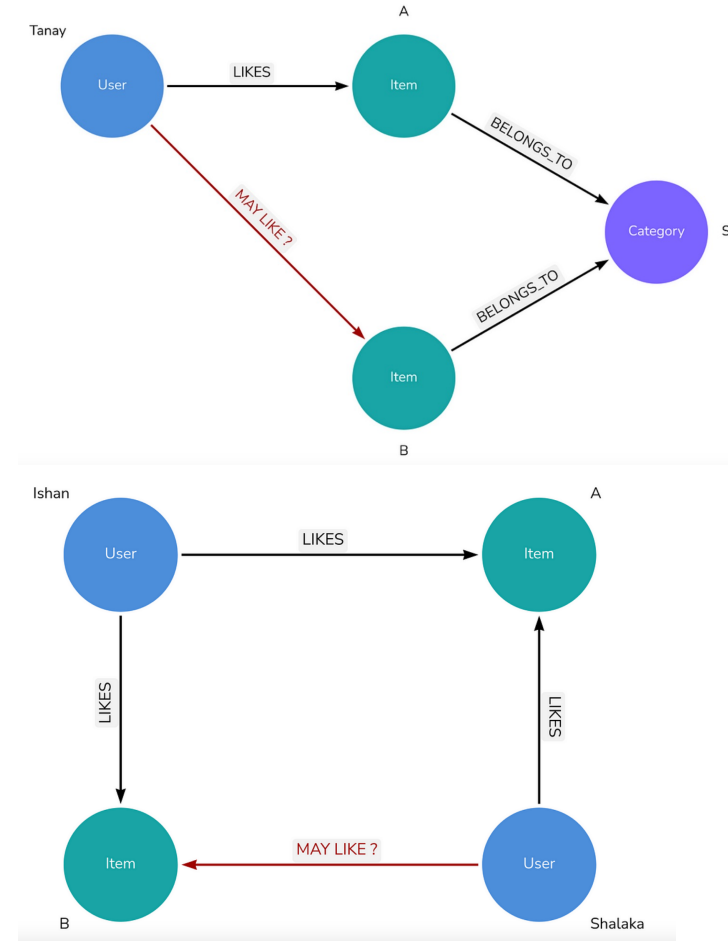 A
Tanay
User
LIKES
Item
BELONGS_TO
MAY LIKE ?
Category
S
BELONGS_TO
Item
B
Ishan
A
User
LIKES
Item
LIKES
LIKES
Item
MAY LIKE ?
User
B
Shalaka